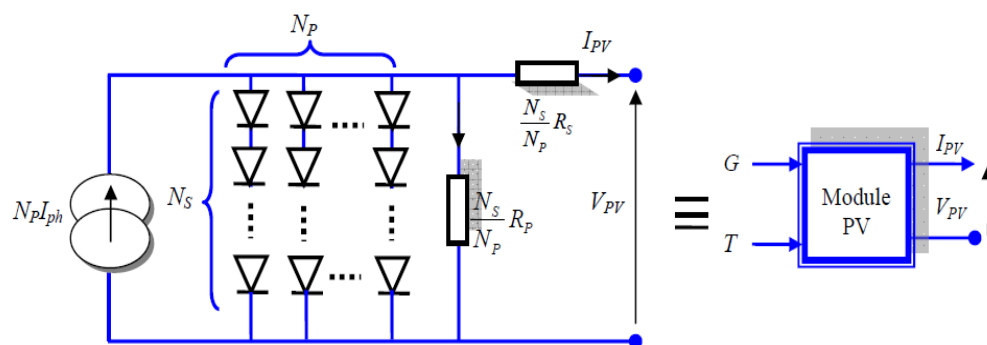 N_P
I_PV
N_S/N_P R_S
N_S
N_P I_ph
N_S/N_P R_P
V_PV
≡
G
T
Module
PV
I_PV
V_PV